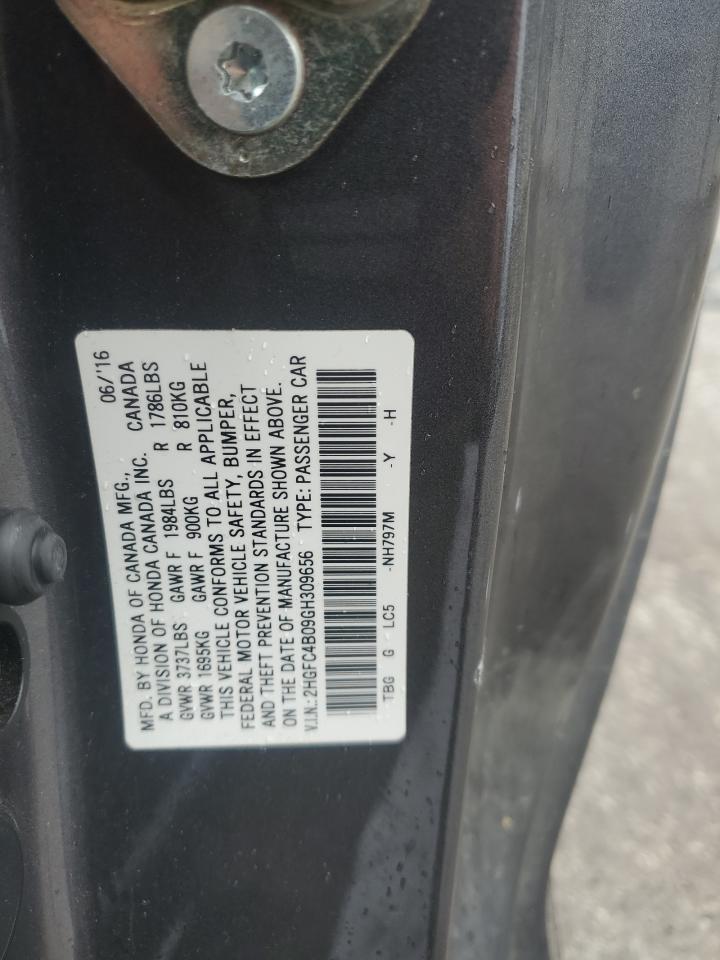 MFD. BY HONDA OF CANADA MFG., 06/'16
A DIVISION OF HONDA CANADA INC. CANADA
GVWR 3737LBS GAWR F 1984LBS R 1786LBS
GVWR 1695KG GAWR F 900KG R 810KG
THIS VEHICLE CONFORMS TO ALL APPLICABLE
FEDERAL MOTOR VEHICLE SAFETY, BUMPER,
AND THEFT PREVENTION STANDARDS IN EFFECT
ON THE DATE OF MANUFACTURE SHOWN ABOVE.
V.I.N.: 2HGFC4B09GH309656 TYPE: PASSENGER CAR
TBG G LC5 -NH797M -Y -H